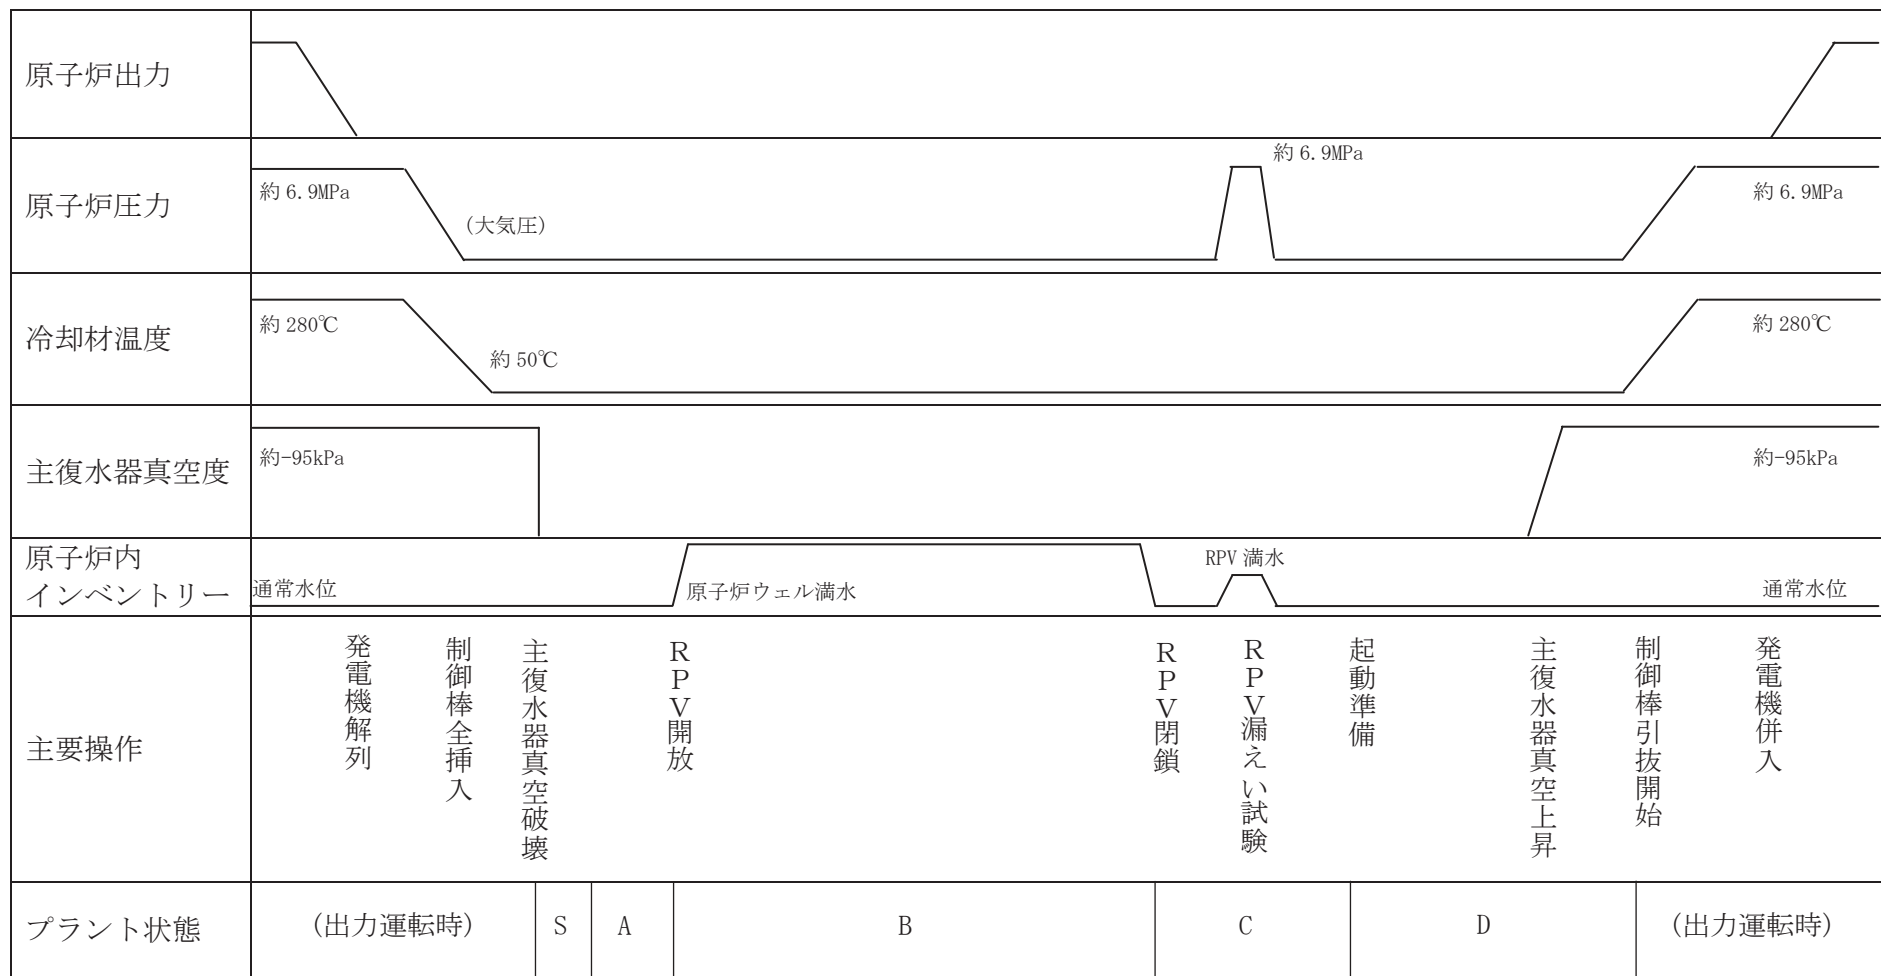 原子炉出力
原子炉圧力
約 6.9MPa
(大気圧)
約 6.9MPa
約 6.9MPa
冷却材温度
約 280℃
約 50℃
約 280℃
主復水器真空度
約-95kPa
約-95kPa
原子炉内
インベントリー
通常水位
原子炉ウェル満水
RPV 満水
通常水位
主要操作
発電機解列
制御棒全挿入
主復水器真空破壊
RPV開放
RPV閉鎖
RPV漏えい試験
起動準備
主復水器真空上昇
制御棒引抜開始
発電機併入
プラント状態
(出力運転時)
S
A
B
C
D
(出力運転時)